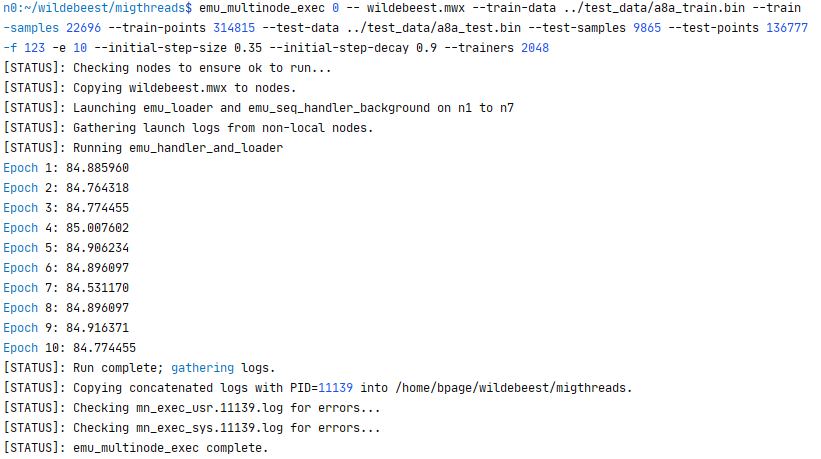 n0:~/wildebeest/migthreads$ emu_multinode_exec 0 -- wildebeest.mwx --train-data ../test_data/a8a_train.bin --train
-samples 22696 --train-points 314815 --test-data ../test_data/a8a_test.bin --test-samples 9865 --test-points 136777
-f 123 -e 10 --initial-step-size 0.35 --initial-step-decay 0.9 --trainers 2048
[STATUS]: Checking nodes to ensure ok to run...
[STATUS]: Copying wildebeest.mwx to nodes.
[STATUS]: Launching emu_loader and emu_seq_handler_background on n1 to n7
[STATUS]: Gathering launch logs from non-local nodes.
[STATUS]: Running emu_handler_and_loader
Epoch 1: 84.885960
Epoch 2: 84.764318
Epoch 3: 84.774455
Epoch 4: 85.007602
Epoch 5: 84.906234
Epoch 6: 84.896097
Epoch 7: 84.531170
Epoch 8: 84.896097
Epoch 9: 84.916371
Epoch 10: 84.774455
[STATUS]: Run complete; gathering logs.
[STATUS]: Copying concatenated logs with PID=11139 into /home/bpage/wildebeest/migthreads.
[STATUS]: Checking mn_exec_usr.11139.log for errors...
[STATUS]: Checking mn_exec_sys.11139.log for errors...
[STATUS]: emu_multinode_exec complete.